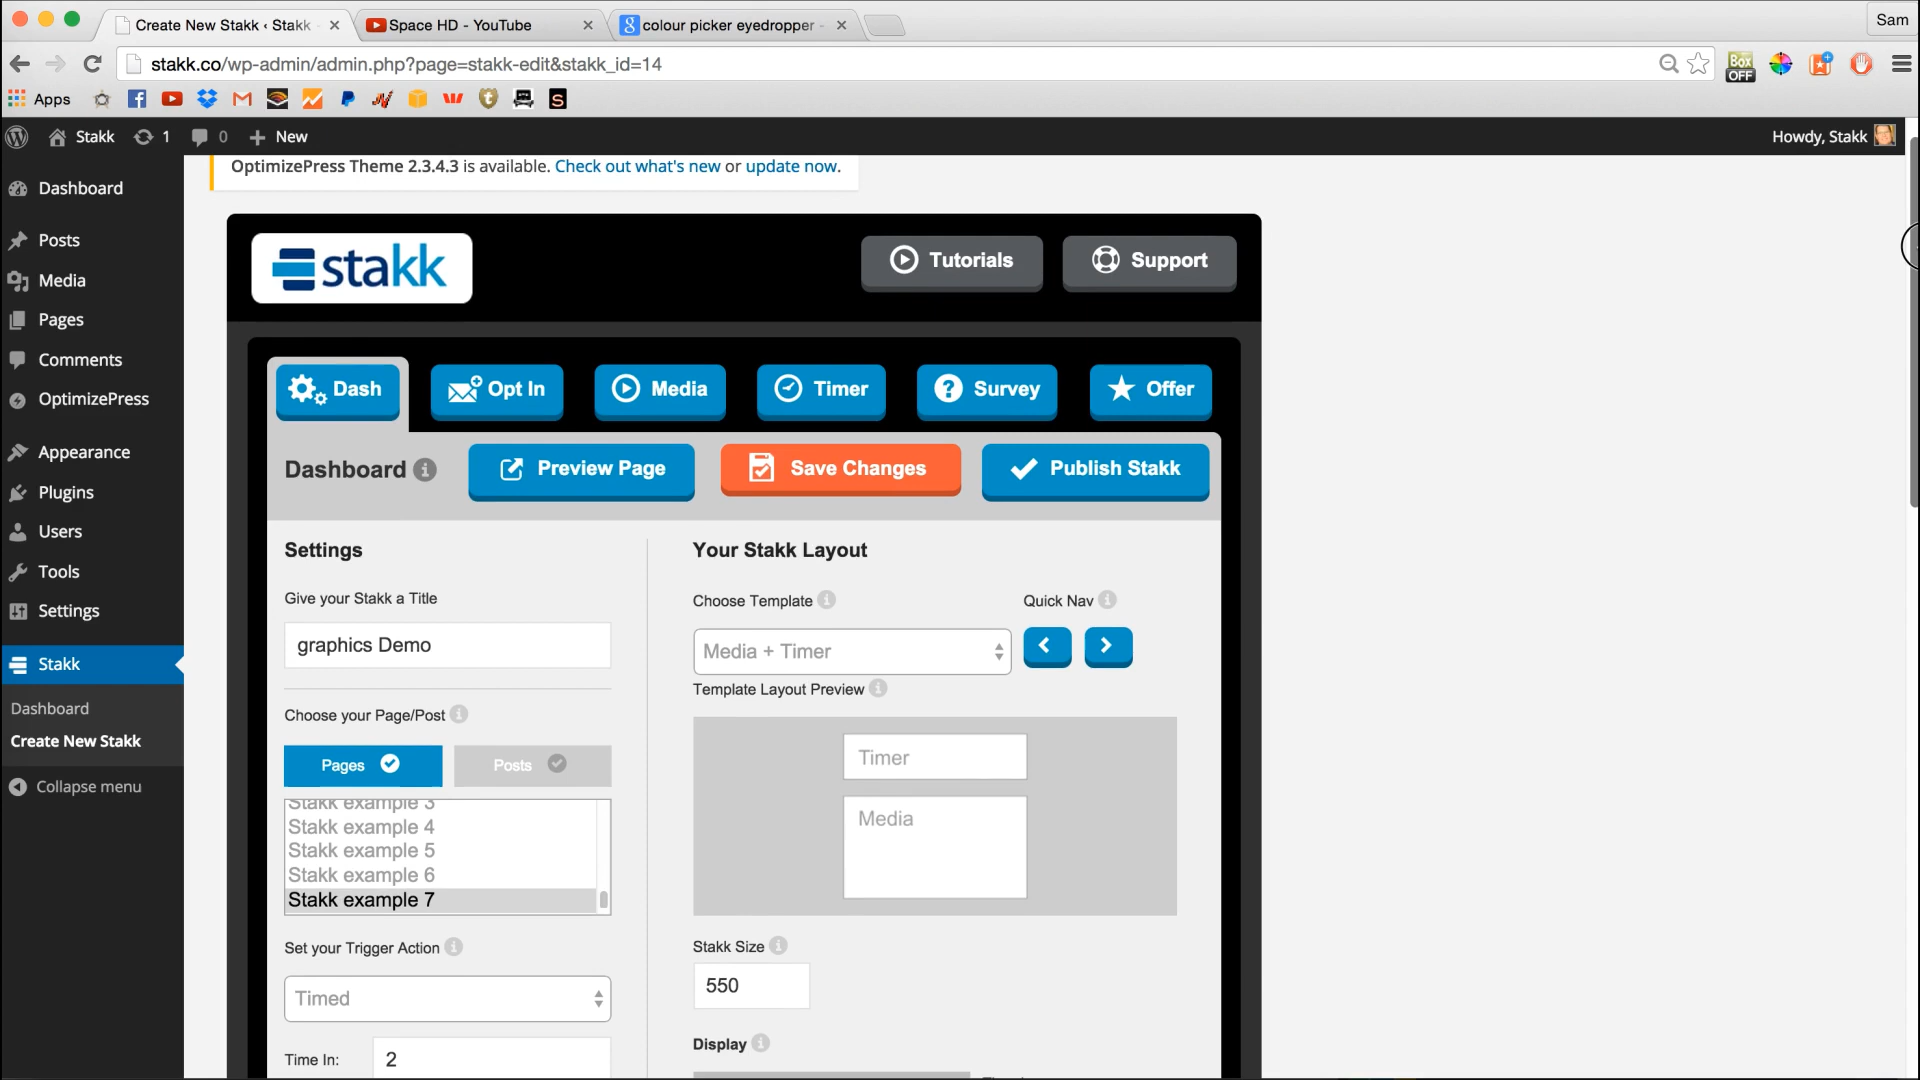 Create New Stakk ‹ Stakk
Space HD - YouTube
colour picker eyedropper -
Sam
stakk.co/wp-admin/admin.php?page=stakk-edit&stakk_id=14
Box
OFF
Apps
Stakk
1
0
New
Howdy, Stakk
OptimizePress Theme 2.3.4.3 is available. Check out what's new or update now.
Dashboard
Posts
Media
Pages
Comments
OptimizePress
Appearance
Plugins
Users
Tools
Settings
Stakk
Dashboard
Create New Stakk
Collapse menu
stakk
Tutorials
Support
Dash
Opt In
Media
Timer
Survey
Offer
Dashboard
Preview Page
Save Changes
Publish Stakk
Settings
Give your Stakk a Title
graphics Demo
Choose your Page/Post
Pages
Posts
Stakk example 3
Stakk example 4
Stakk example 5
Stakk example 6
Stakk example 7
Set your Trigger Action
Timed
Time In:
2
Your Stakk Layout
Choose Template
Quick Nav
Media + Timer
Template Layout Preview
Timer
Media
Stakk Size
550
Display